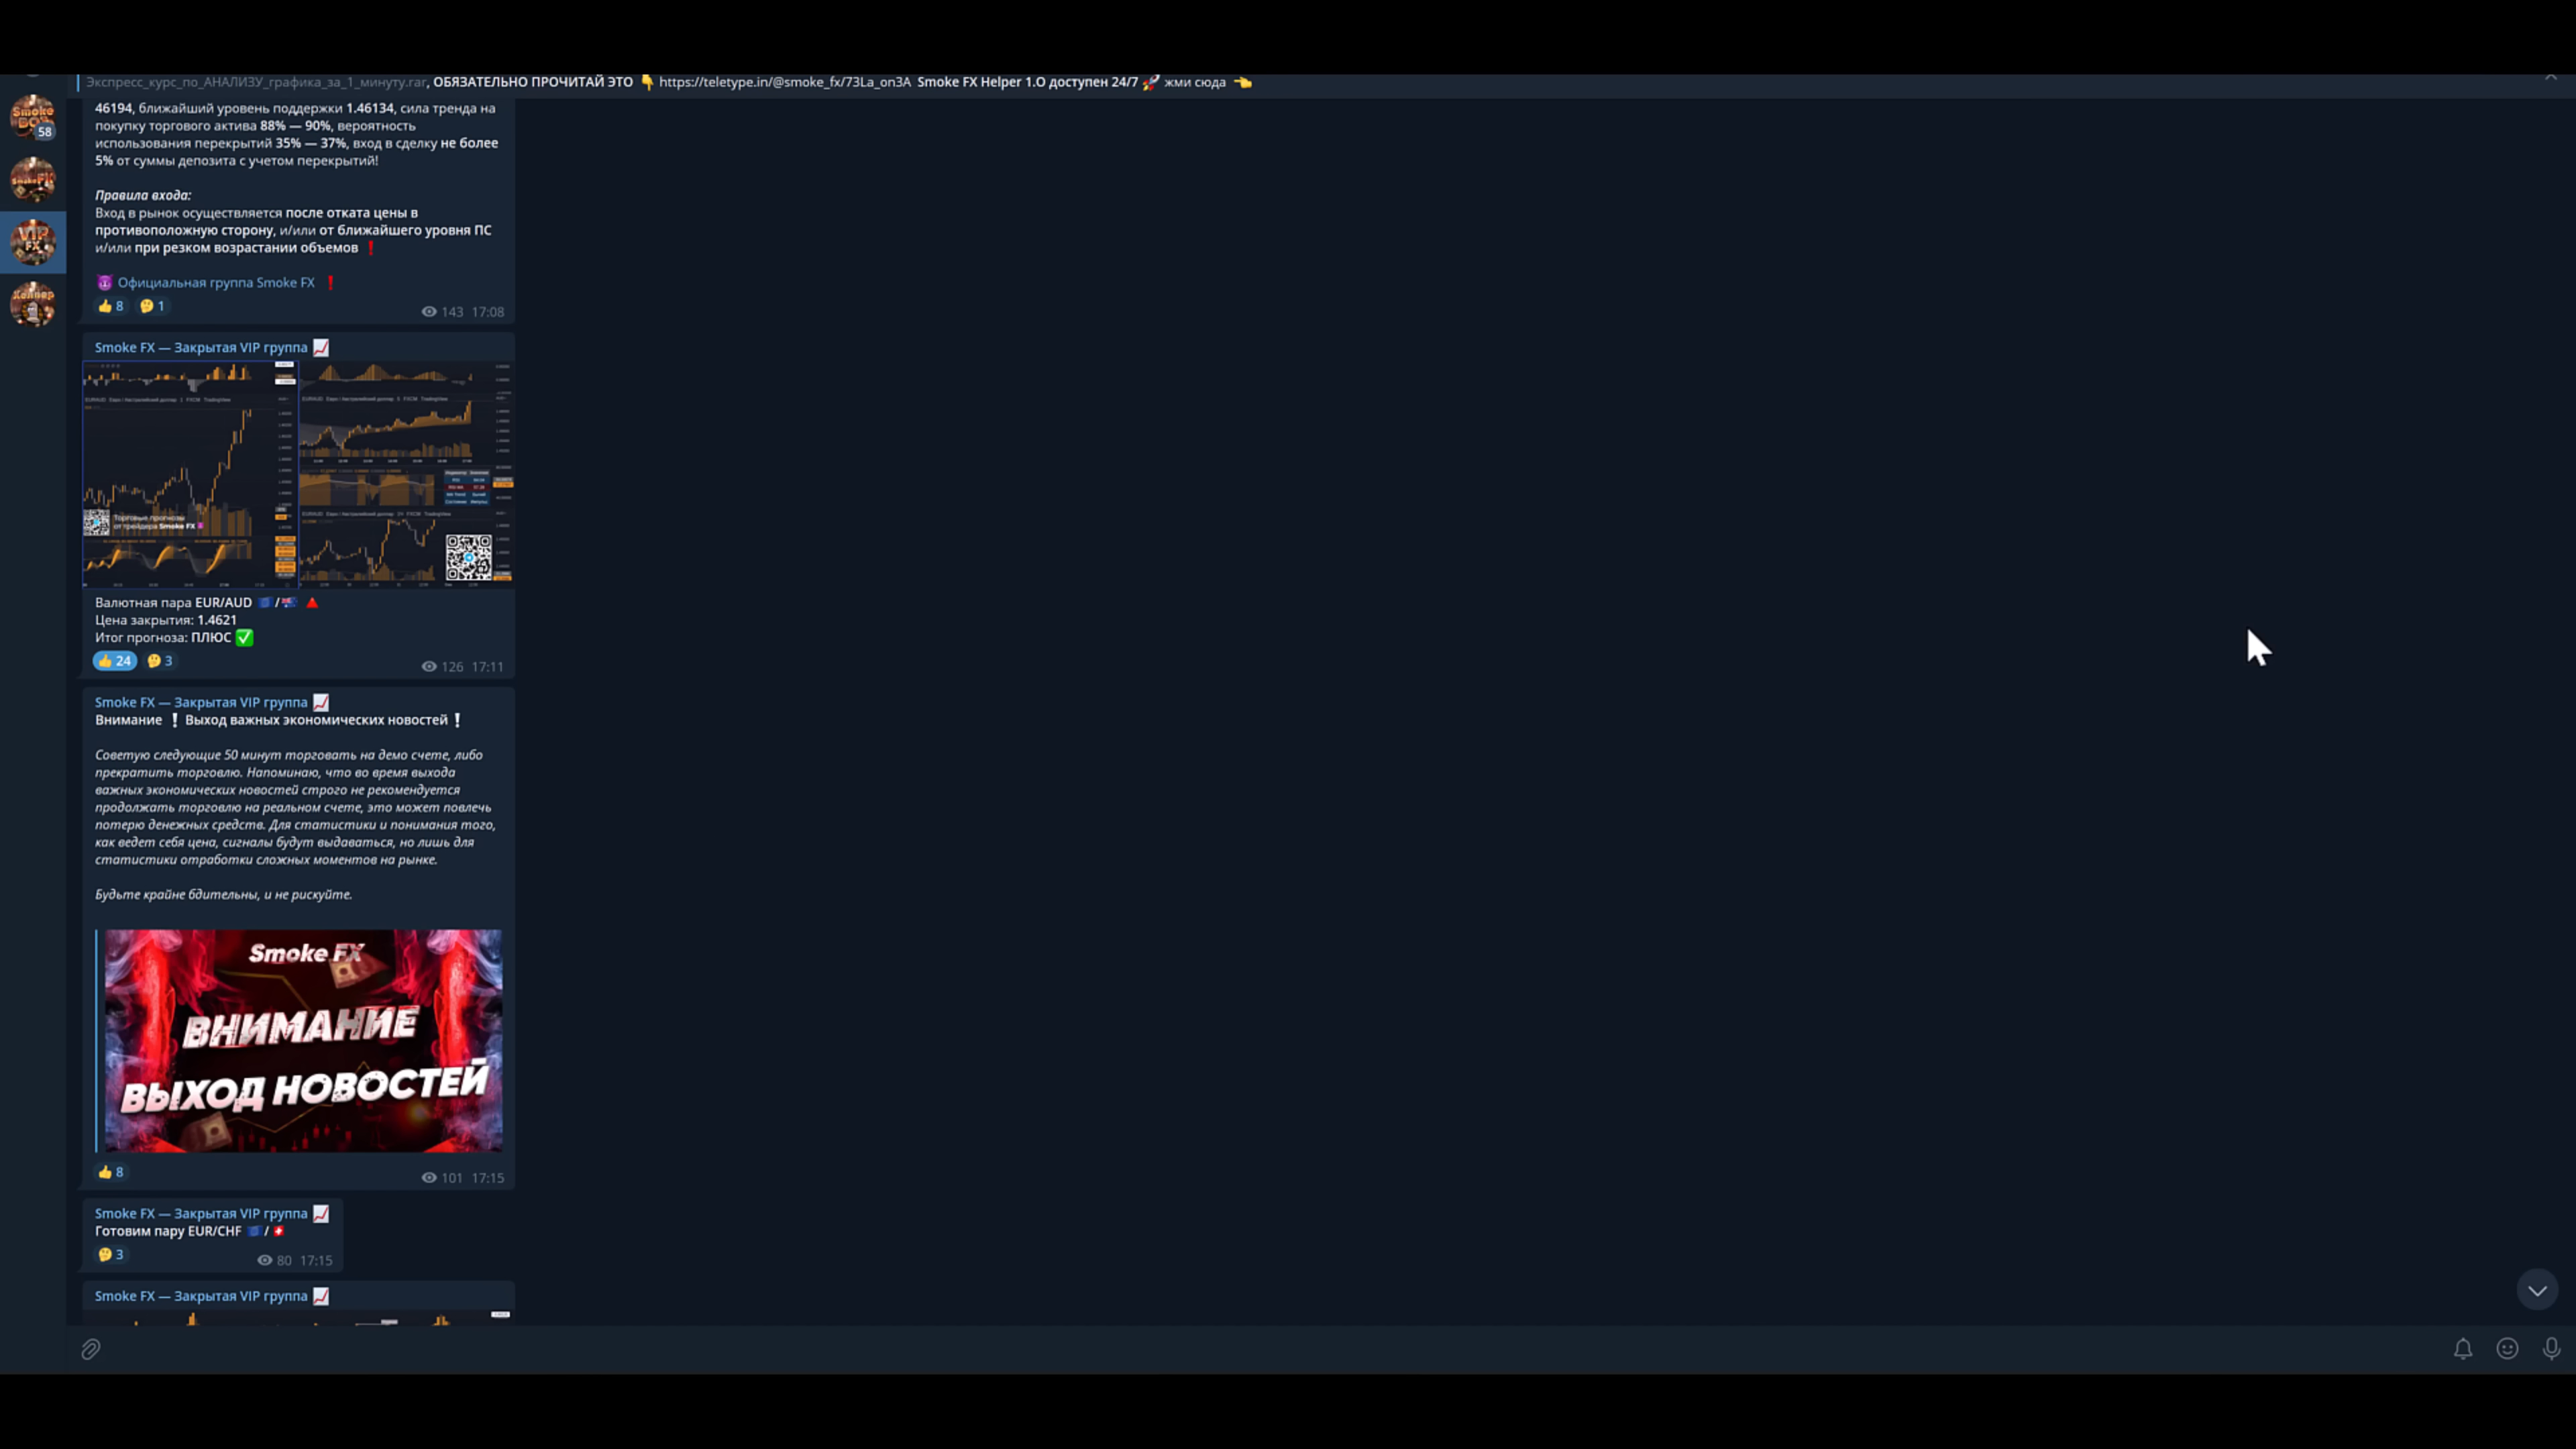 Экспресс_курс_по_АНАЛИЗУ_графика_за_1_минуту.rar, ОБЯЗАТЕЛЬНО ПРОЧИТАЙ ЭТО 👇 https://teletype.in/@smoke_fx/73La_on3A Smoke FX Helper 1.0 доступен 24/7 🚀 жми сюда 👈
58
46194, ближайший уровень поддержки 1.46134, сила тренда на
покупку торгового актива 88% — 90%, вероятность
использования перекрытий 35% — 37%, вход в сделку не более
5% от суммы депозита с учетом перекрытий!
Правила входа:
Вход в рынок осуществляется после отката цены в
противоположную сторону, и/или от ближайшего уровня ПС
и/или при резком возрастании объемов ❗
😈 Официальная группа Smoke FX ❗
👍 8 🤔 1
143 17:08
Smoke FX — Закрытая VIP группа 📈
Торговые прогнозы
от трейдера Smoke FX
Валютная пара EUR/AUD 🇪🇺/🇦🇺 🔺
Цена закрытия: 1.4621
Итог прогноза: ПЛЮС ✅
👍 24 🤔 3
126 17:11
Smoke FX — Закрытая VIP группа 📈
Внимание ❕ Выход важных экономических новостей ❕
Советую следующие 50 минут торговать на демо счете, либо
прекратить торговлю. Напоминаю, что во время выхода
важных экономических новостей строго не рекомендуется
продолжать торговлю на реальном счете, это может повлечь
потерю денежных средств. Для статистики и понимания того,
как ведет себя цена, сигналы будут выдаваться, но лишь для
статистики отработки сложных моментов на рынке.
Будьте крайне бдительны, и не рискуйте.
Smoke FX
ВНИМАНИЕ
ВЫХОД НОВОСТЕЙ
👍 8
101 17:15
Smoke FX — Закрытая VIP группа 📈
Готовим пару EUR/CHF 🇪🇺/🇨🇭
🤔 3
80 17:15
Smoke FX — Закрытая VIP группа 📈